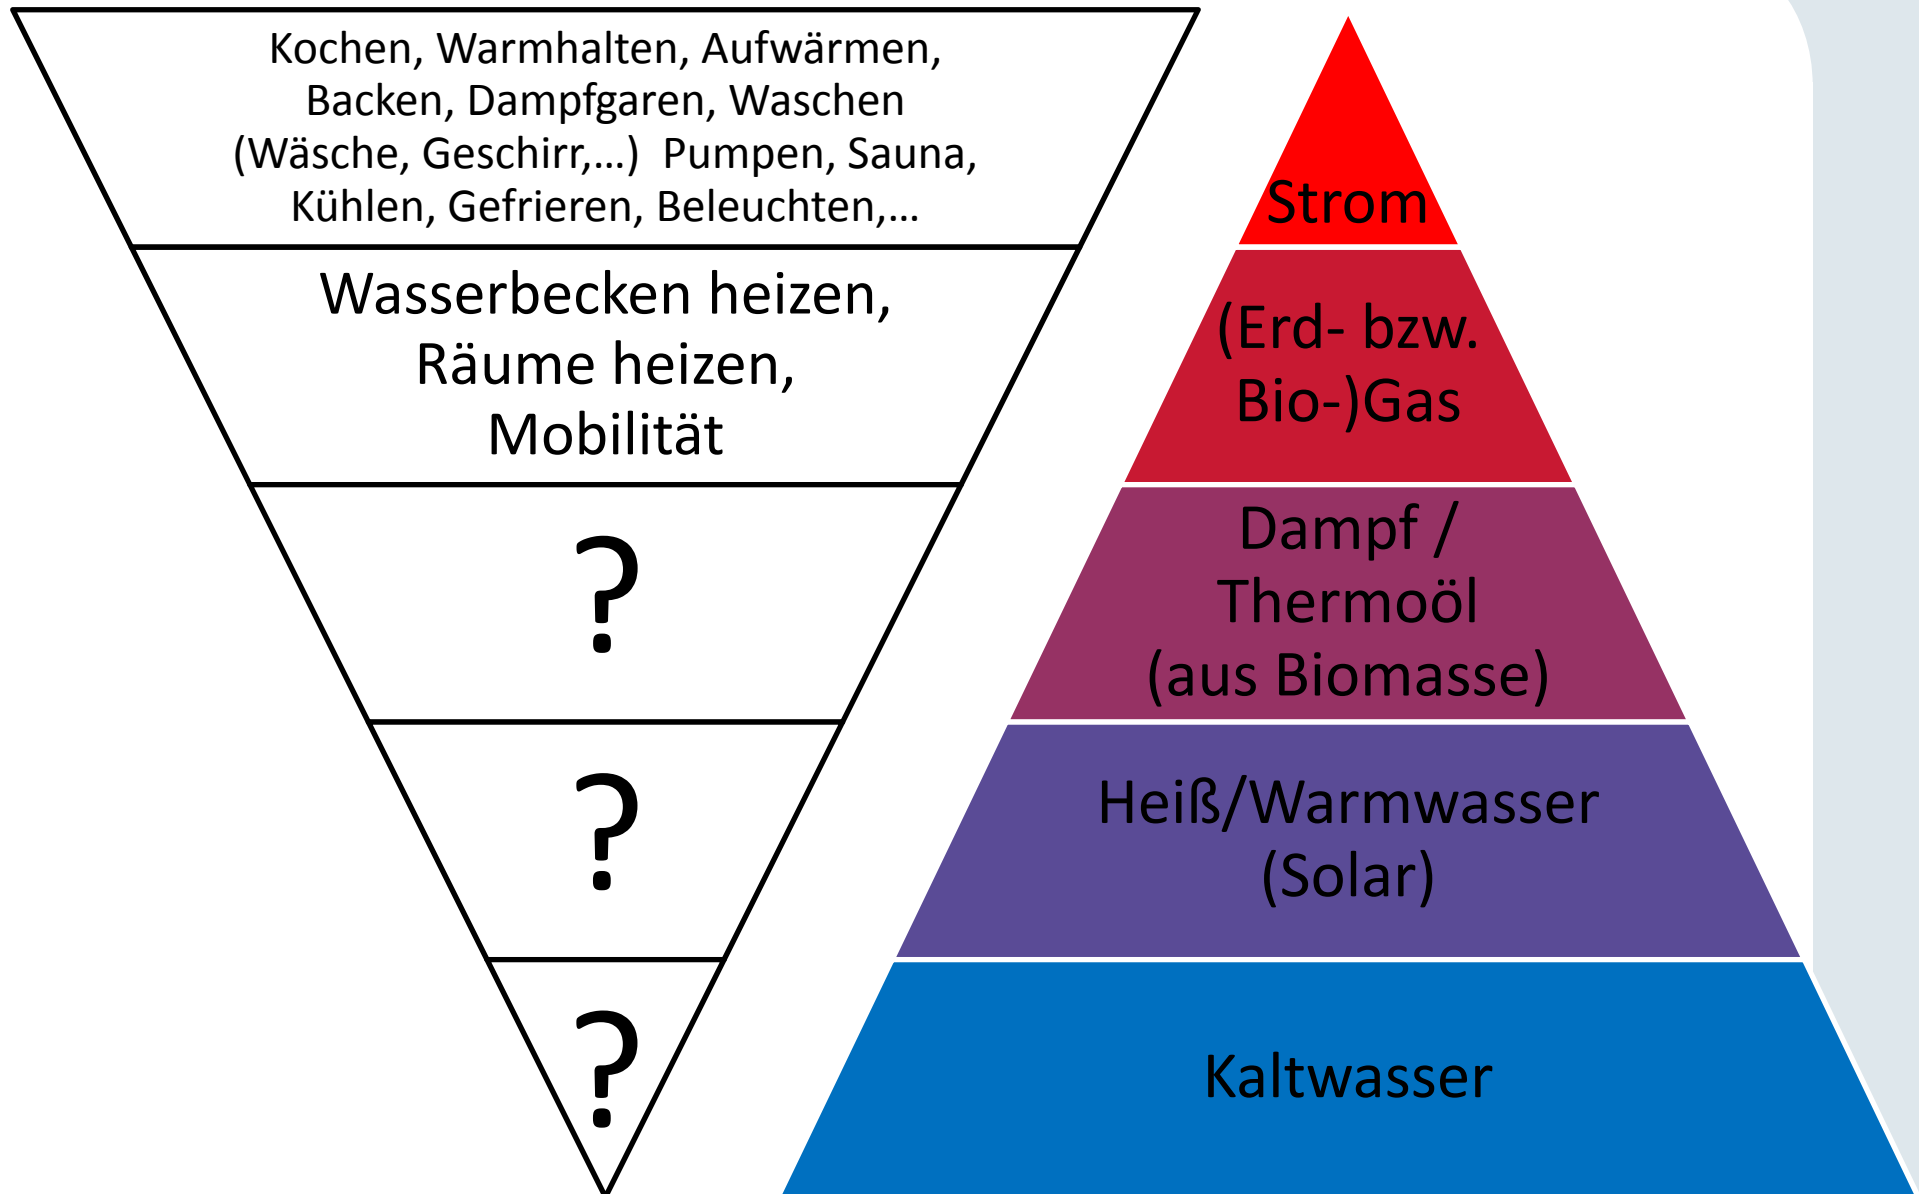 Kochen, Warmhalten, Aufwärmen,
Backen, Dampfgaren, Waschen
(Wäsche, Geschirr,...)  Pumpen, Sauna,
Kühlen, Gefrieren, Beleuchten,...
Wasserbecken heizen,
Räume heizen,
Mobilität
?
?
?
Strom
(Erd- bzw.
Bio-)Gas
Dampf /
Thermoöl
(aus Biomasse)
Heiß/Warmwasser
(Solar)
Kaltwasser